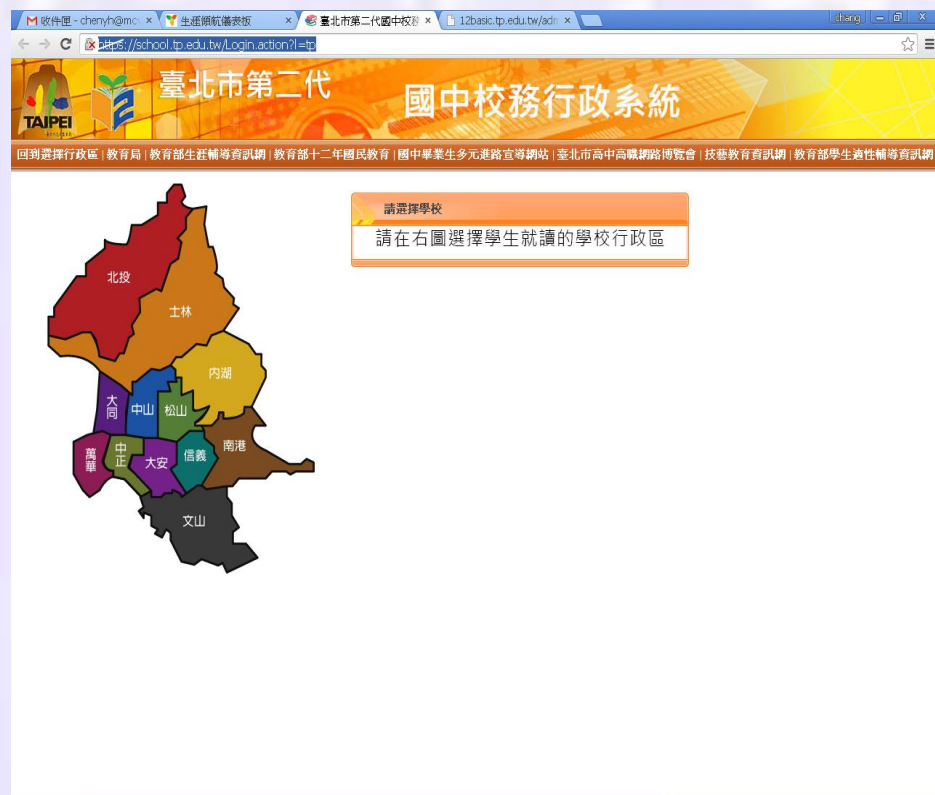 收件匣 - chenyh@mc
生涯領航儀表板
臺北市第二代國中校務
12basic.tp.edu.tw/adm
chang
https://school.tp.edu.tw/Login.action?l=tp
TAIPEI
臺北市第二代
國中校務行政系統
回到選擇行政區 | 教育局 | 教育部生涯輔導資訊網 | 教育部十二年國民教育 | 國中畢業生多元進路宣導網站 | 臺北市高中高職網路博覽會 | 技藝教育資訊網 | 教育部學生適性輔導資訊網
請選擇學校
請在右圖選擇學生就讀的學校行政區
北投
士林
內湖
大同
中山
松山
南港
萬華
中正
大安
信義
文山